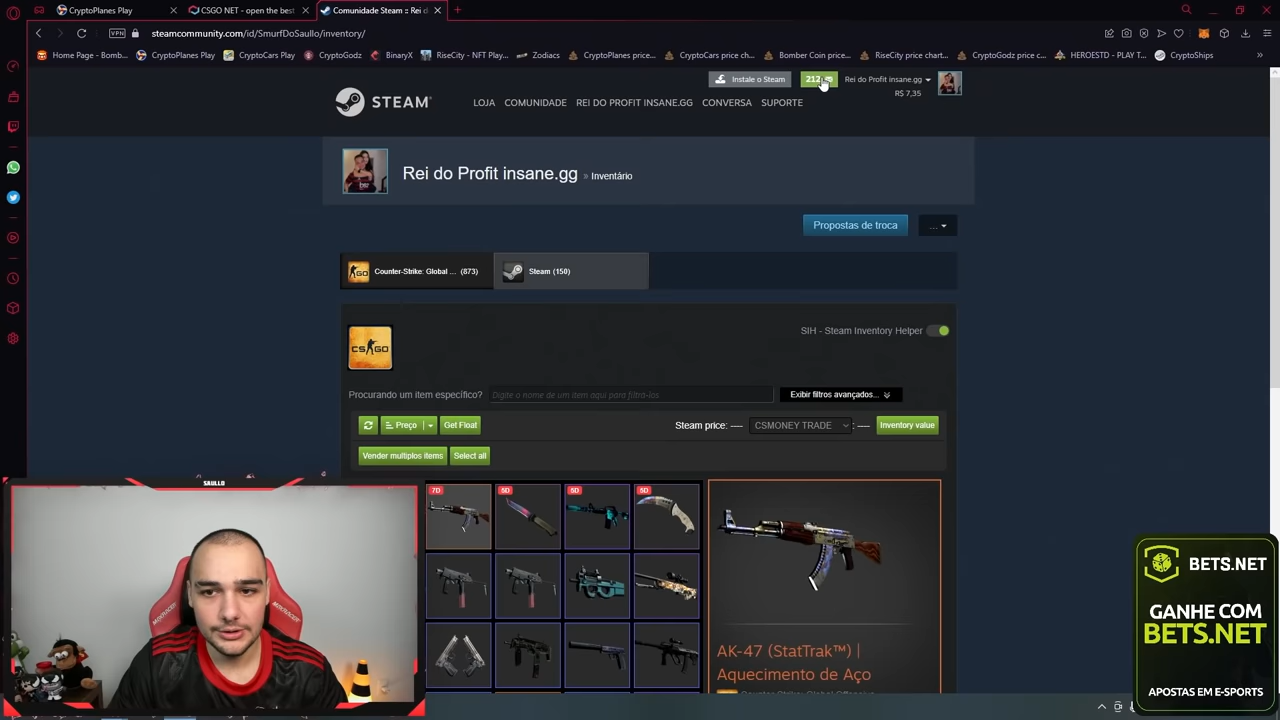 CryptoPlanes Play
CSGO NET - open the best
Comunidade Steam :: Rei d
VPN
steamcommunity.com/id/SmurfDoSaullo/inventory/
Home Page - Bomb...
CryptoPlanes Play
CryptoCars Play
CryptoGodz
BinaryX
RiseCity - NFT Play...
Zodiacs
CryptoPlanes price...
CryptoCars price...
Bomber Coin price...
RiseCity price chart...
CryptoGodz price c...
HEROESTD - PLAY T...
CryptoShips
Instale o Steam
212
Rei do Profit insane.gg
R$ 7,35
STEAM
LOJA
COMUNIDADE
REI DO PROFIT INSANE.GG
CONVERSA
SUPORTE
Rei do Profit insane.gg » Inventário
Propostas de troca
...
Counter-Strike: Global ... (873)
Steam (150)
CS GO
SIH - Steam Inventory Helper
Procurando um item específico?
Digite o nome de um item aqui para filtrá-los
Exibir filtros avançados...
Preço
Get Float
Steam price: ----
CSMONEY TRADE
: ----
Inventory value
Vender multiplos items
Select all
SAULLO
7D
6D
5D
5D
AK-47 (StatTrak™) |
Aquecimento de Aço
BETS.NET
GANHE COM
BETS.NET
APOSTAS EM E-SPORTS